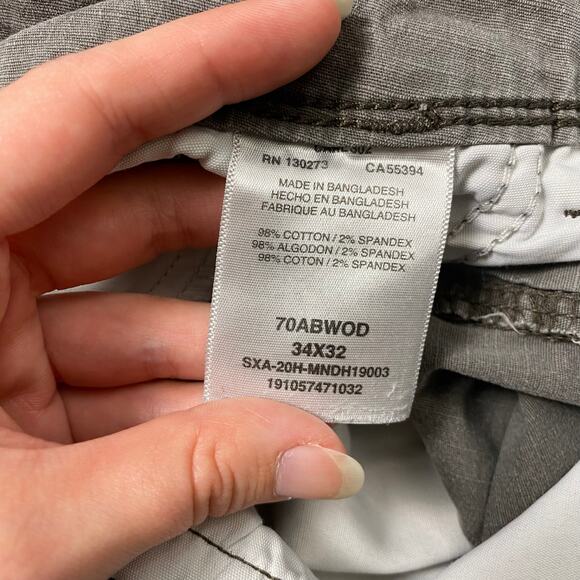 RN 130273 CA55394
MADE IN BANGLADESH
HECHO EN BANGLADESH
FABRIQUE AU BANGLADESH
98% COTTON / 2% SPANDEX
98% ALGODON / 2% SPANDEX
98% COTON / 2% SPANDEX
70ABWOD
34X32
SXA-20H-MNDH19003
191057471032